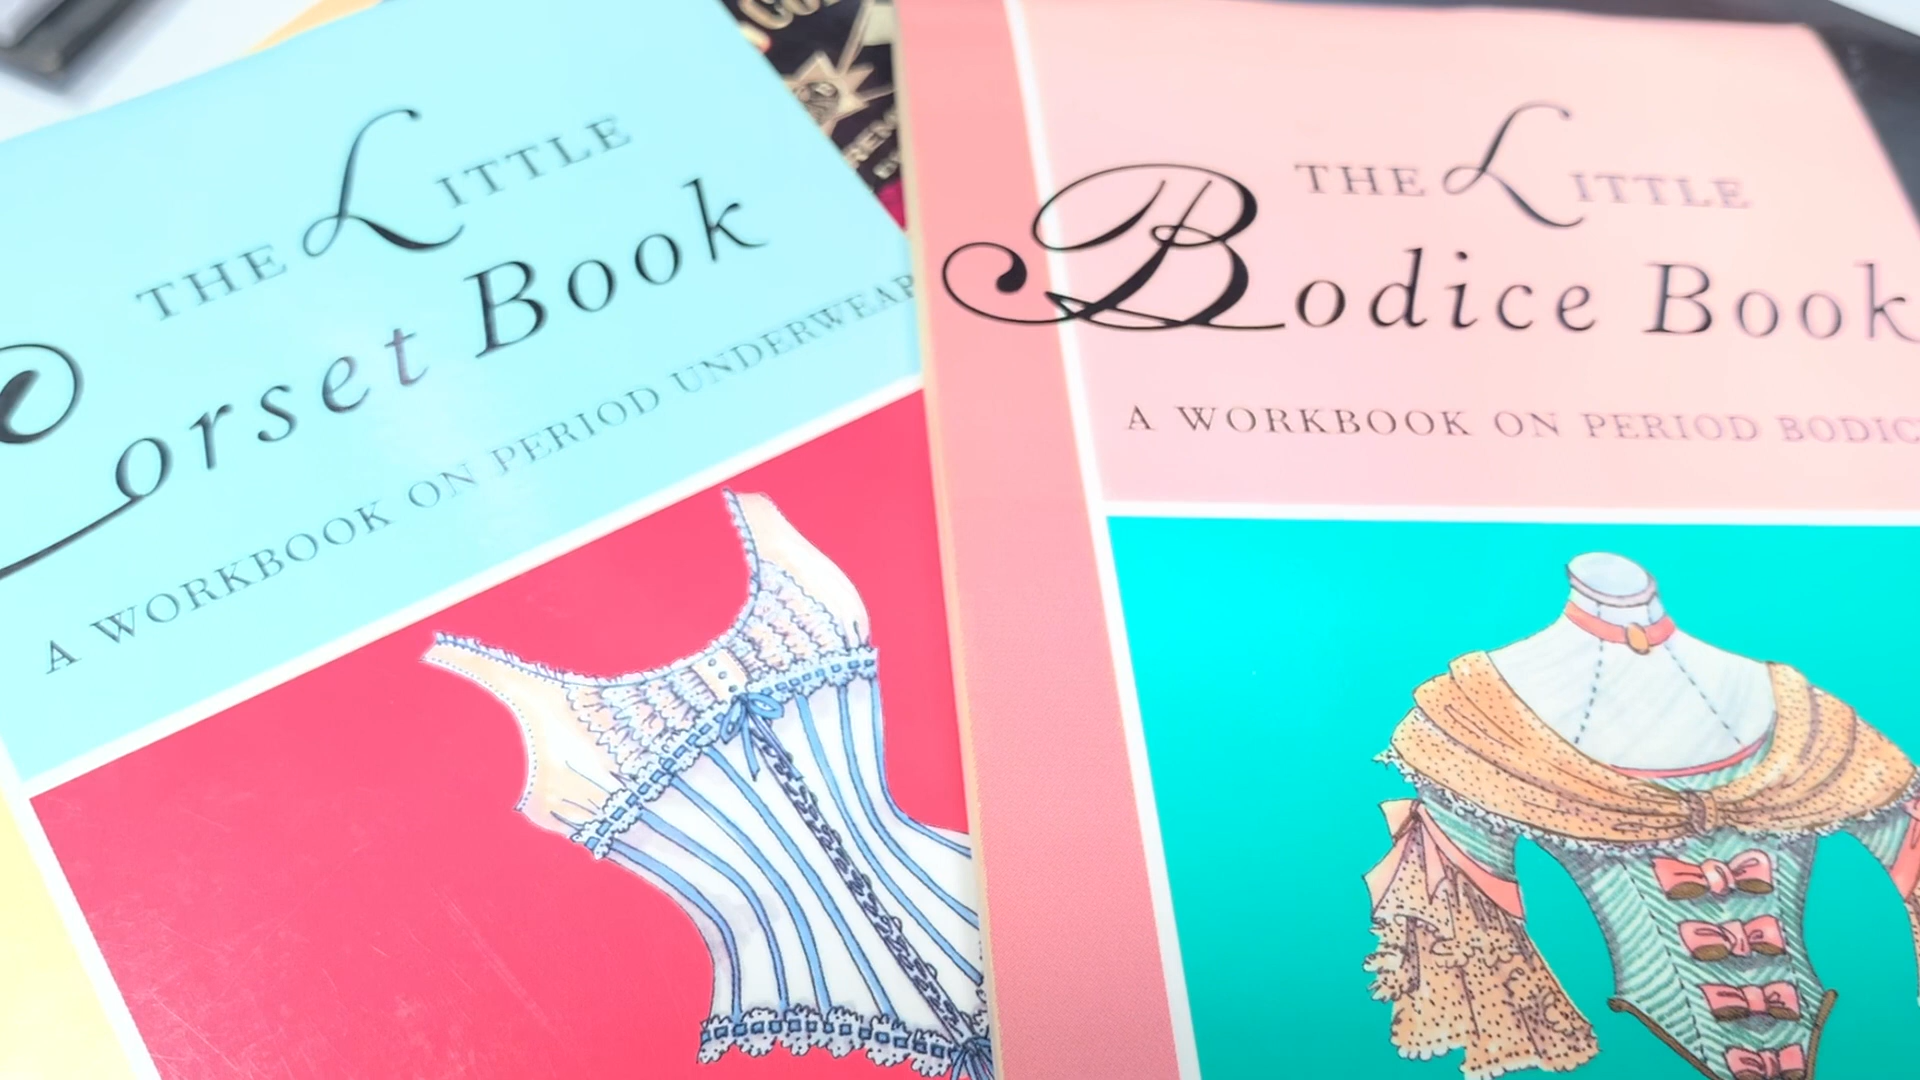 THE LITTLE
Corset Book
A WORKBOOK ON PERIOD UNDERWEAR
THE LITTLE
Bodice Book
A WORKBOOK ON PERIOD BODIC